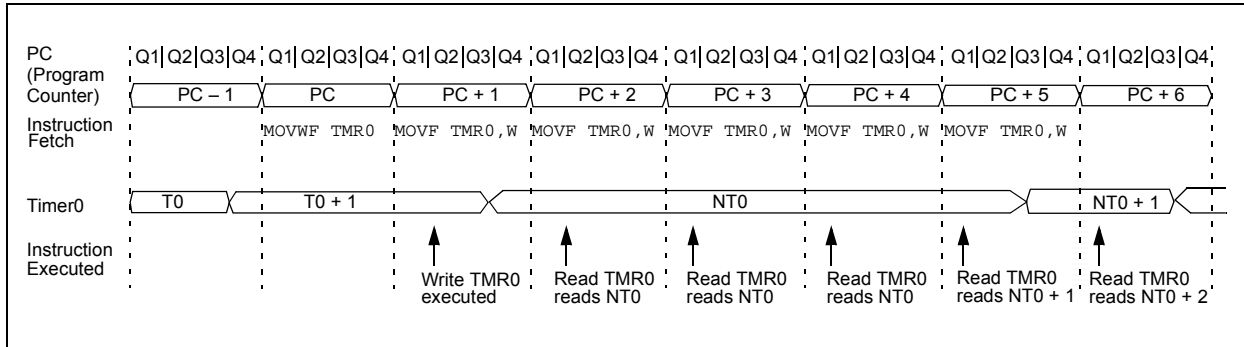 PC (Program Counter)
Q1 Q2 Q3 Q4 Q1 Q2 Q3 Q4 Q1 Q2 Q3 Q4 Q1 Q2 Q3 Q4 Q1 Q2 Q3 Q4 Q1 Q2 Q3 Q4 Q1 Q2 Q3 Q4 Q1 Q2 Q3 Q4
PC – 1 PC PC + 1 PC + 2 PC + 3 PC + 4 PC + 5 PC + 6
Instruction Fetch
MOVWF TMR0 MOVF TMR0,W MOVF TMR0,W MOVF TMR0,W MOVF TMR0,W MOVF TMR0,W
Timer0
T0 T0 + 1 NT0 NT0 + 1
Instruction Executed
Write TMR0 executed
Read TMR0 reads NT0
Read TMR0 reads NT0
Read TMR0 reads NT0
Read TMR0 reads NT0 + 1
Read TMR0 reads NT0 + 2